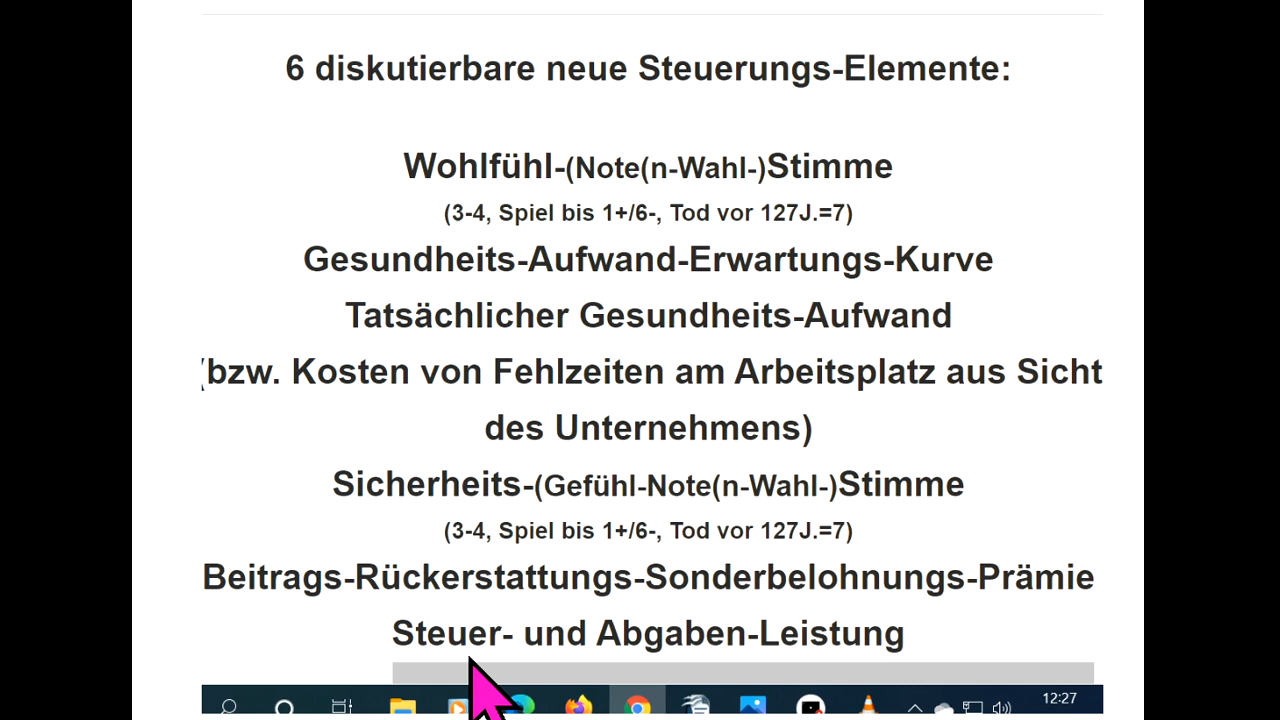 6 diskutierbare neue Steuerungs-Elemente:
Wohlfühl-(Note(n-Wahl-)Stimme
(3-4, Spiel bis 1+/6-, Tod vor 127J.=7)
Gesundheits-Aufwand-Erwartungs-Kurve
Tatsächlicher Gesundheits-Aufwand
(bzw. Kosten von Fehlzeiten am Arbeitsplatz aus Sicht
des Unternehmens)
Sicherheits-(Gefühl-Note(n-Wahl-)Stimme
(3-4, Spiel bis 1+/6-, Tod vor 127J.=7)
Beitrags-Rückerstattungs-Sonderbelohnungs-Prämie
Steuer- und Abgaben-Leistung
12:27